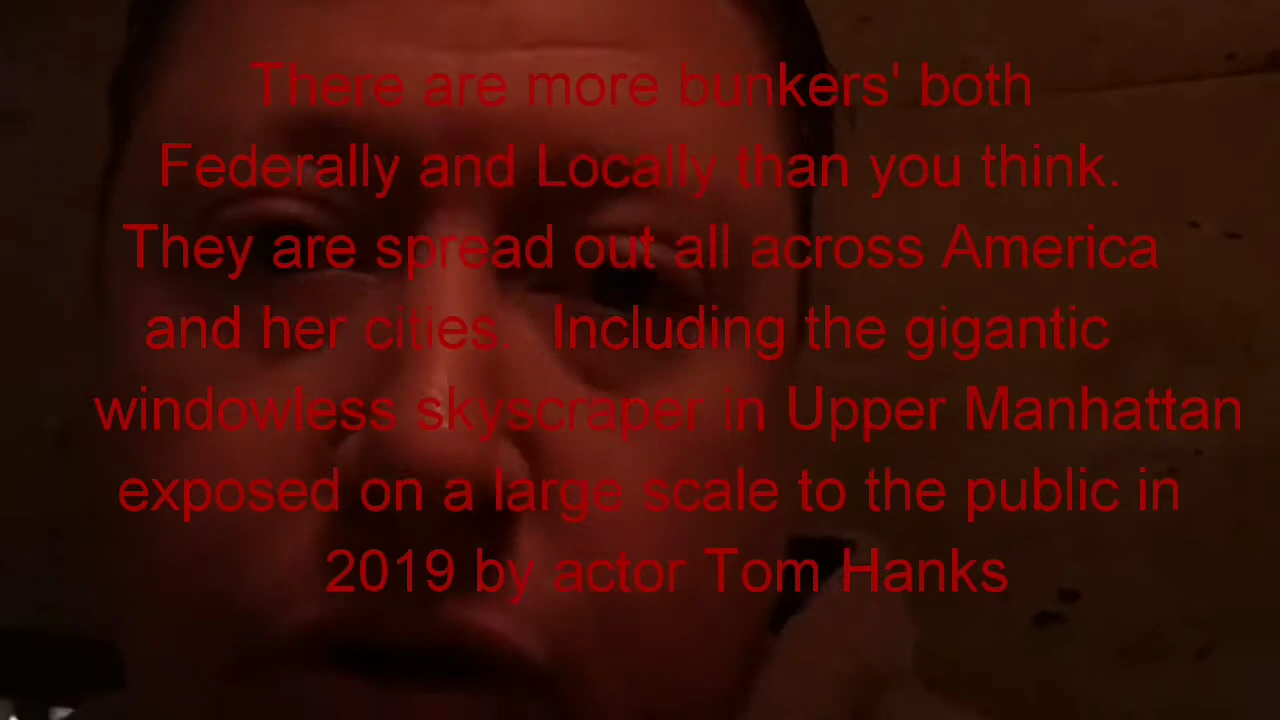 There are more bunkers' both
Federally and Locally than you think.
They are spread out all across America
and her cities.  Including the gigantic
windowless skyscraper in Upper Manhattan
exposed on a large scale to the public in
2019 by actor Tom Hanks